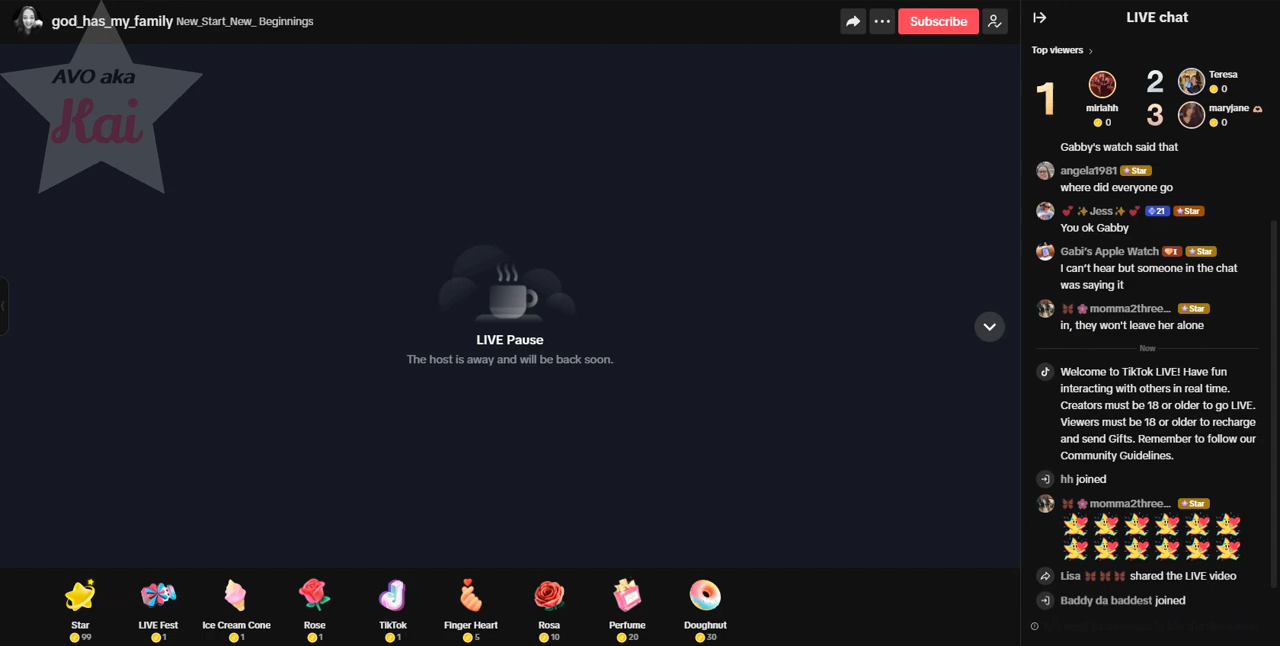 god_has_my_family New_Start_New_ Beginnings
Subscribe
AVO aka
Kai
LIVE Pause
The host is away and will be back soon.
Star
99
LIVE Fest
1
Ice Cream Cone
1
Rose
1
TikTok
1
Finger Heart
5
Rosa
10
Perfume
20
Doughnut
30
LIVE chat
Top viewers
1
miriahh
0
2
Teresa
0
3
maryjane
0
Gabby's watch said that
angela1981 Star
where did everyone go
Jess 21 Star
You ok Gabby
Gabi's Apple Watch I Star
I can't hear but someone in the chat
was saying it
momma2three... Star
in, they won't leave her alone
Now
Welcome to TikTok LIVE! Have fun
interacting with others in real time.
Creators must be 18 or older to go LIVE.
Viewers must be 18 or older to recharge
and send Gifts. Remember to follow our
Community Guidelines.
hh joined
momma2three... Star
Lisa shared the LIVE video
Baddy da baddest joined